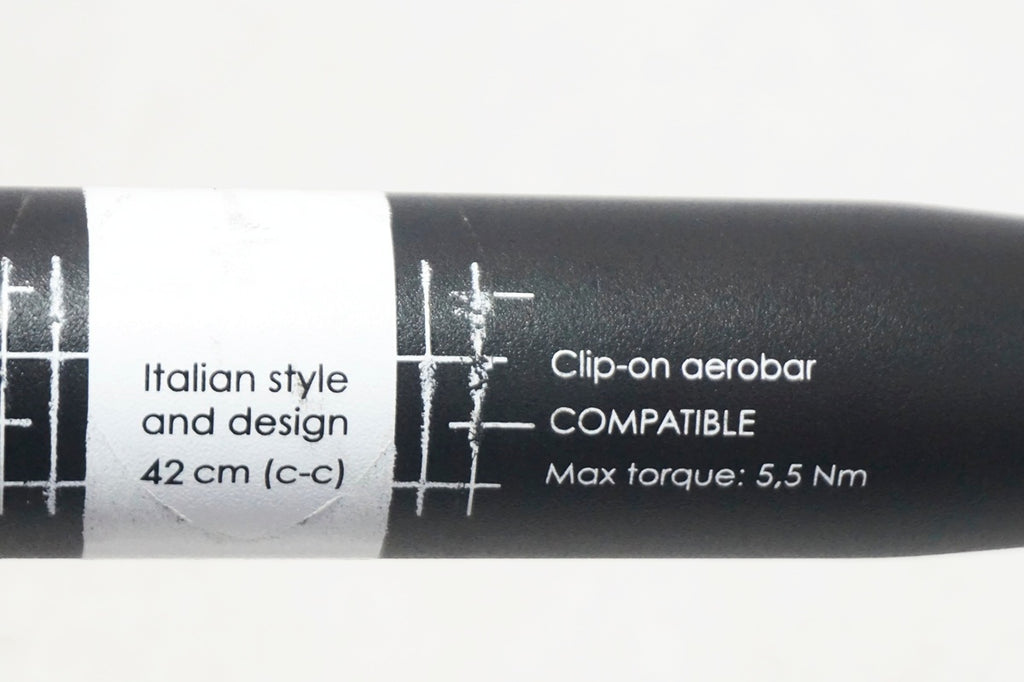 Italian style
and design
42 cm (c-c)
Clip-on aerobar
COMPATIBLE
Max torque: 5,5 Nm